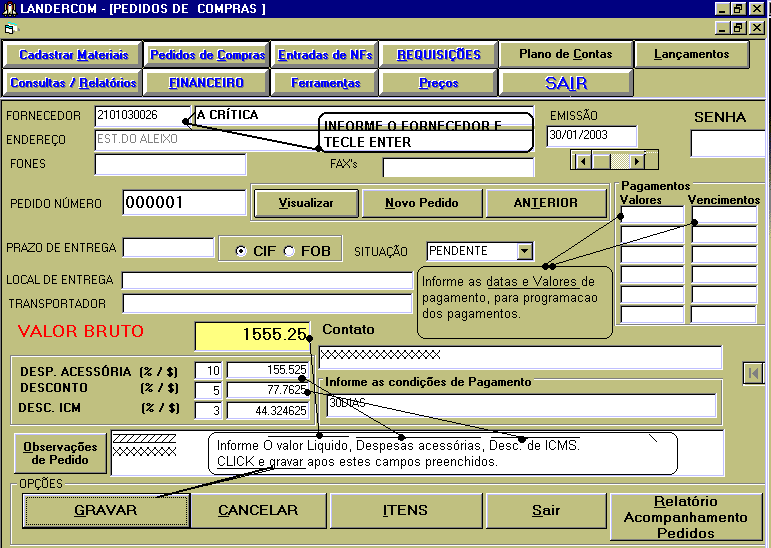 LANDERCOM - [PEDIDOS DE COMPRAS ]
Cadastrar Materiais Pedidos de Compras Entradas de NFs REQUISIÇÕES Plano de Contas Lançamentos
Consultas / Relatórios FINANCEIRO Ferramentas Preços SAIR
FORNECEDOR 2101030026 A CRÍTICA
INFORME O FORNECEDOR E
TECLE ENTER
EMISSÃO
30/01/2003
SENHA
ENDEREÇO EST.DO ALEIXO
FONES FAX's
PEDIDO NÚMERO 000001 Visualizar Novo Pedido ANTERIOR
Pagamentos
Valores Vencimentos
PRAZO DE ENTREGA CIF FOB SITUAÇÃO PENDENTE
LOCAL DE ENTREGA
TRANSPORTADOR
Informe as datas e Valores de
pagamento, para programacao
dos pagamentos.
VALOR BRUTO 1555.25 Contato
XXXXXXXXXXXXXXXX
DESP. ACESSÓRIA (% / $) 10 155.525
DESCONTO (% / $) 5 77.7625
DESC. ICM (% / $) 3 44.324625
Informe as condições de Pagamento
30DIAS
Observações
de Pedido
////////////
XXXXXXXX
Informe O valor Liquido, Despesas acessórias, Desc. de ICMS.
CLICK e gravar apos estes campos preenchidos.
OPÇÕES
GRAVAR CANCELAR ITENS Sair Relatório
Acompanhamento
Pedidos